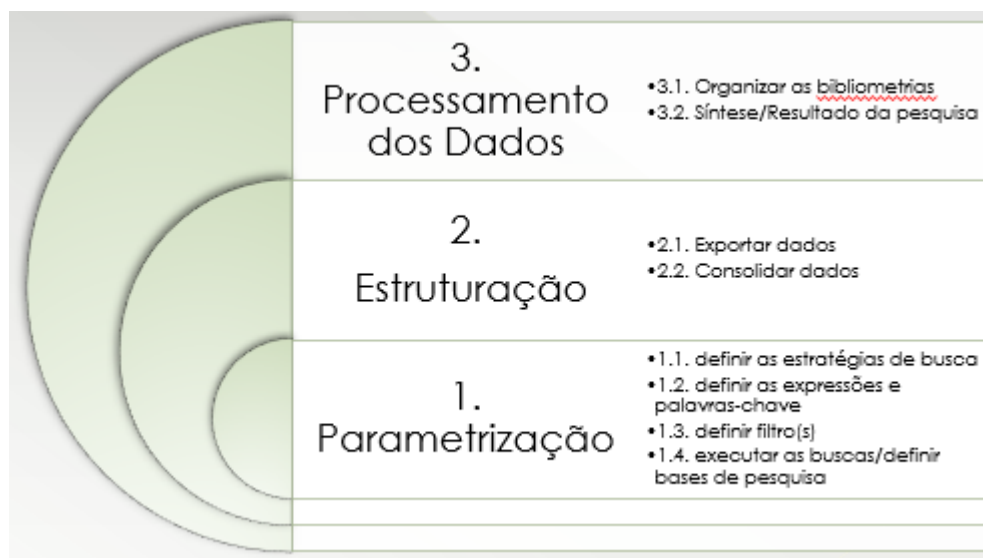 3.
Processamento
dos Dados
•3.1. Organizar as bibliometrias
•3.2. Síntese/Resultado da pesquisa
2.
Estruturação
•2.1. Exportar dados
•2.2. Consolidar dados
1.
Parametrização
•1.1. definir as estratégias de busca
•1.2. definir as expressões e
palavras-chave
•1.3. definir filtro(s)
•1.4. executar as buscas/definir
bases de pesquisa